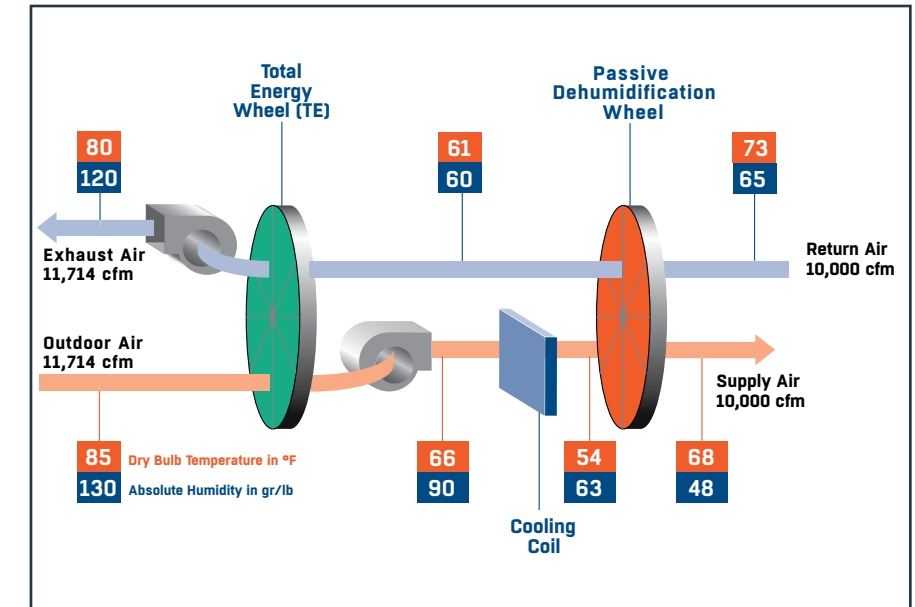 Total
Energy
Wheel (TE)
Passive
Dehumidification
Wheel
80
120
61
60
73
65
Exhaust Air
11,714 cfm
Return Air
10,000 cfm
Outdoor Air
11,714 cfm
Supply Air
10,000 cfm
85 Dry Bulb Temperature in ºF
130 Absolute Humidity in gr/lb
66
90
54
63
68
48
Cooling
Coil